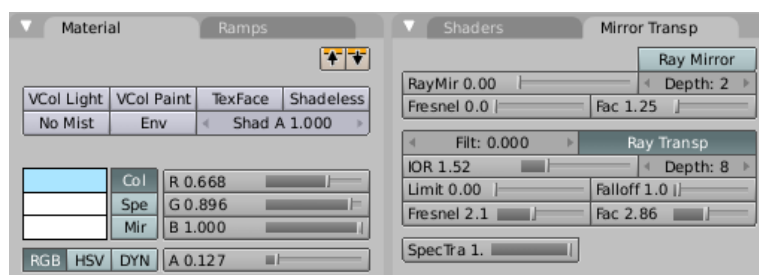 Material Ramps
VCol Light VCol Paint TexFace Shadeless
No Mist Env Shad A 1.000
Col R 0.668
Spe G 0.896
Mir B 1.000
RGB HSV DYN A 0.127
Shaders Mirror Transp
Ray Mirror
RayMir 0.00 Depth: 2
Fresnel 0.0 Fac 1.25
Filt: 0.000 Ray Transp
IOR 1.52 Depth: 8
Limit 0.00 Falloff 1.0
Fresnel 2.1 Fac 2.86
SpecTra 1.